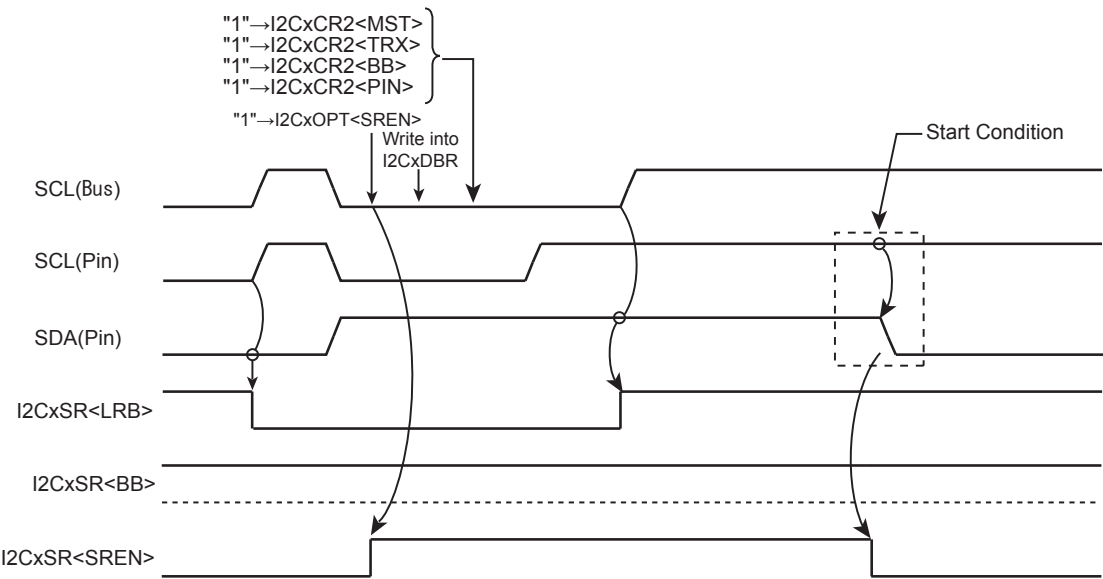 "1"→I2CxCR2<MST>
"1"→I2CxCR2<TRX>
"1"→I2CxCR2<BB>
"1"→I2CxCR2<PIN>
"1"→I2CxOPT<SREN>
Write into
I2CxDBR
Start Condition
SCL(Bus)
SCL(Pin)
SDA(Pin)
I2CxSR<LRB>
I2CxSR<BB>
I2CxSR<SREN>